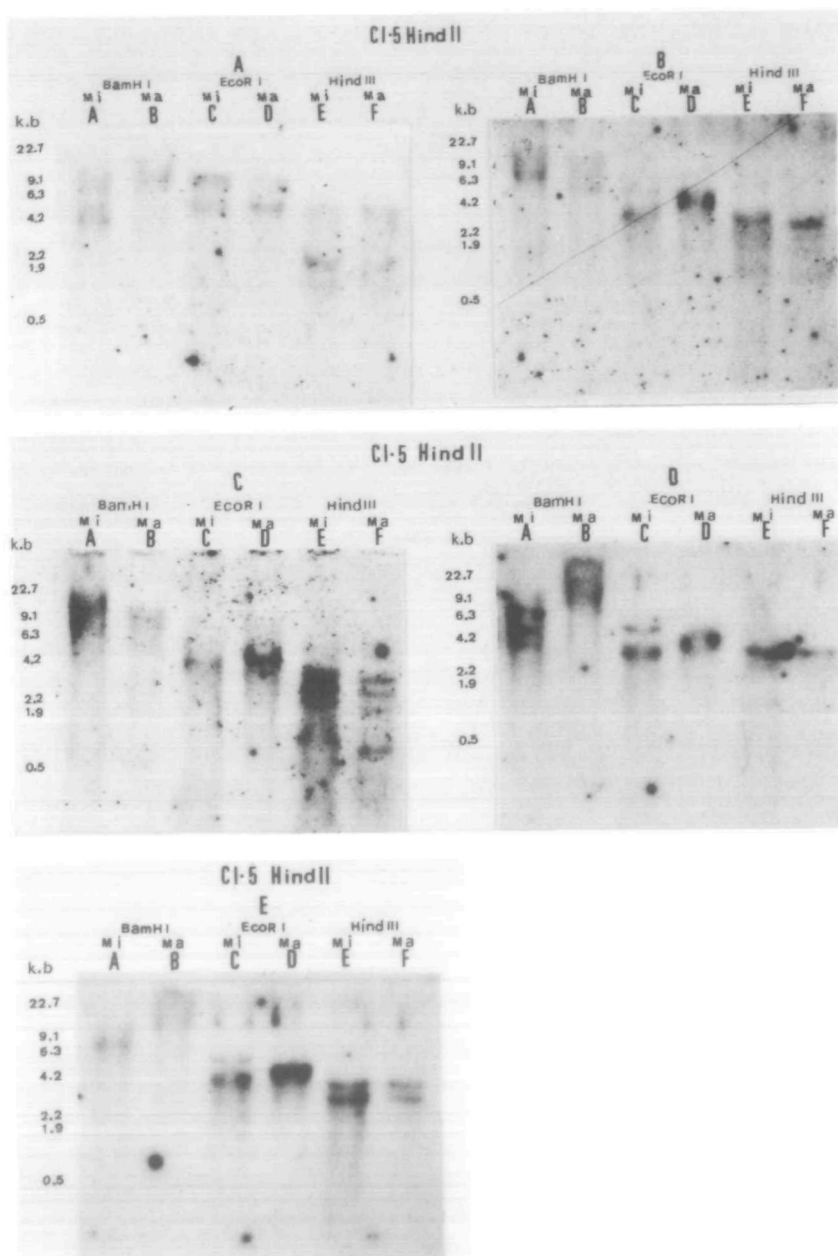 Cl·5 Hind II
A
BamH I EcoR I Hind III
Mi Ma Mi Ma Mi Ma
k.b A B C D E F
22.7
9.1
6.3
4.2
2.2
1.9
0.5
B
BamH I EcoR I Hind III
Mi Ma Mi Ma Mi Ma
k.b A B C D E F
22.7
9.1
6.3
4.2
2.2
1.9
0.5
Cl·5 Hind II
C
BamH I EcoR I Hind III
Mi Ma Mi Ma Mi Ma
k.b A B C D E F
22.7
9.1
6.3
4.2
2.2
1.9
0.5
D
BamH I EcoR I Hind III
Mi Ma Mi Ma Mi Ma
k.b A B C D E F
22.7
9.1
6.3
4.2
2.2
1.9
0.5
Cl·5 Hind II
E
BamH I EcoR I Hind III
Mi Ma Mi Ma Mi Ma
k.b A B C D E F
22.7
9.1
6.3
4.2
2.2
1.9
0.5